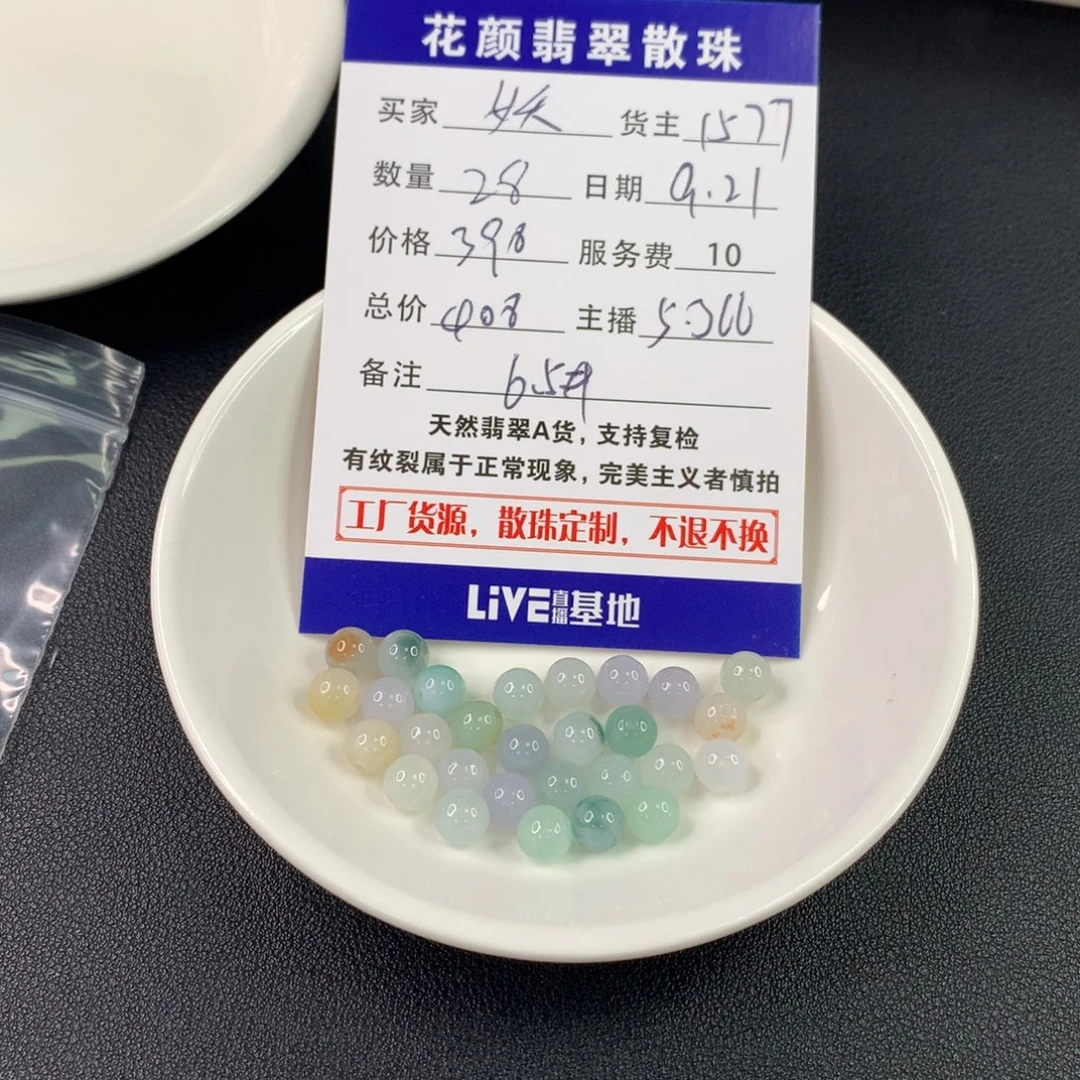 花颜翡翠散珠
买家 货主 1577
数量 28 日期 9.21
价格 398 服务费 10
总价 408 主播
备注 65
天然翡翠A货,支持复检
有纹裂属于正常现象,完美主义者慎拍
工厂货源,散珠定制,不退不换
LiVE直播基地